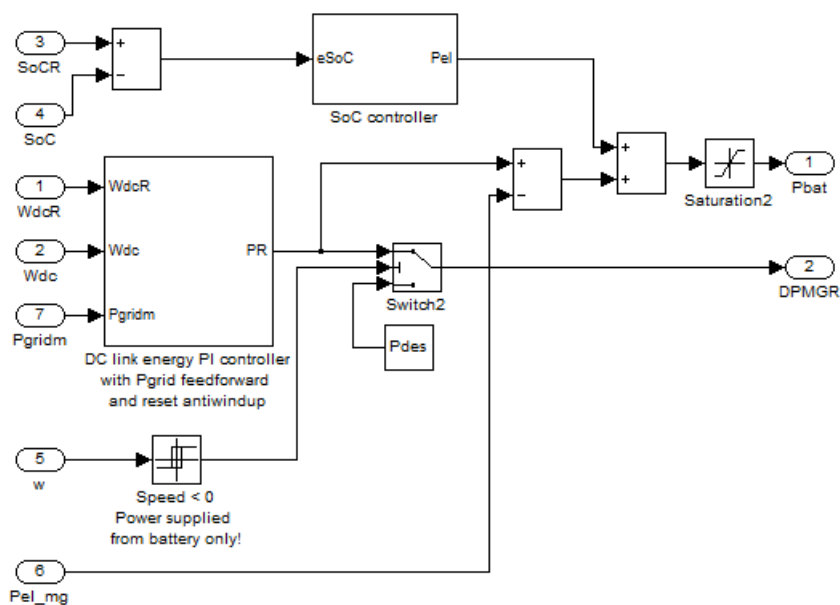 3
SoCR
+
−
4
SoC
eSoC
Pel
SoC controller
1
WdcR
2
Wdc
7
Pgridm
WdcR
Wdc
Pgridm
PR
DC link energy PI controller
with Pgrid feedforward
and reset antiwindup
+
−
+
+
Saturation2
1
Pbat
Switch2
2
DPMGR
Pdes
5
w
Speed < 0
Power supplied
from battery only!
6
Pel_mg